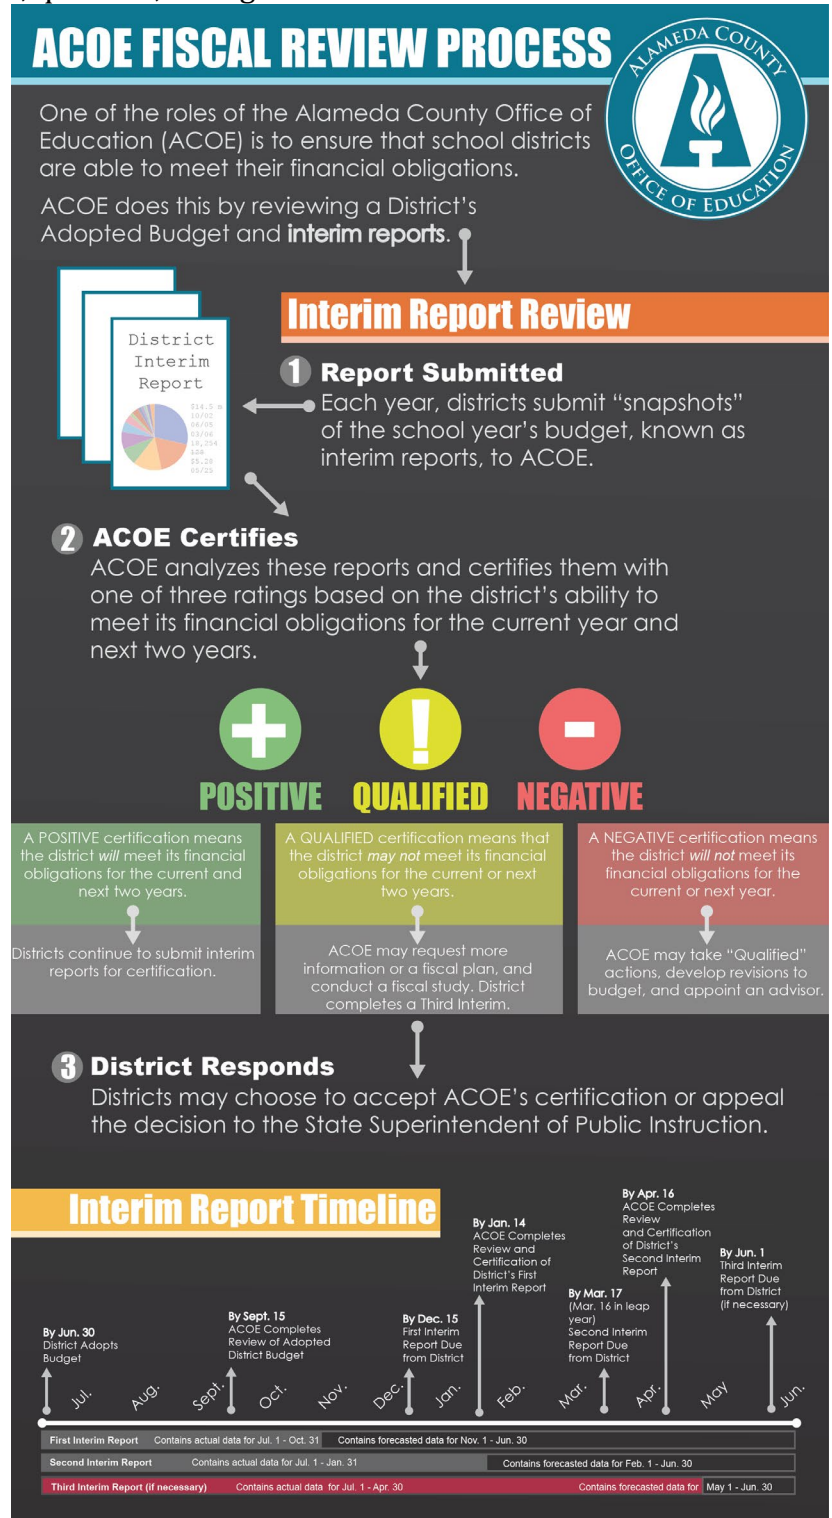 ACOE FISCAL REVIEW PROCESS
ALAMEDA COUNTY
OFFICE OF EDUCATION
One of the roles of the Alameda County Office of
Education (ACOE) is to ensure that school districts
are able to meet their financial obligations.
ACOE does this by reviewing a District's
Adopted Budget and interim reports.
Interim Report Review
District
Interim
Report
$14.5 m
10/02
04/05
03/06
18,254
$5.25
05/25
1 Report Submitted
Each year, districts submit “snapshots”
of the school year's budget, known as
interim reports, to ACOE.
2 ACOE Certifies
ACOE analyzes these reports and certifies them with
one of three ratings based on the district's ability to
meet its financial obligations for the current year and
next two years.
+ ! -
POSITIVE QUALIFIED NEGATIVE
A POSITIVE certification means
the district will meet its financial
obligations for the current and
next two years.
Districts continue to submit interim
reports for certification.
A QUALIFIED certification means that
the district may not meet its financial
obligations for the current or next
two years.
ACOE may request more
information or a fiscal plan, and
conduct a fiscal study. District
completes a Third Interim.
A NEGATIVE certification means
the district will not meet its
financial obligations for the
current or next year.
ACOE may take “Qualified”
actions, develop revisions to
budget, and appoint an advisor.
3 District Responds
Districts may choose to accept ACOE's certification or appeal
the decision to the State Superintendent of Public Instruction.
Interim Report Timeline
By Jun. 30
District Adopts
Budget
By Sept. 15
ACOE Completes
Review of Adopted
District Budget
By Dec. 15
First Interim
Report Due
from District
By Jan. 14
ACOE Completes
Review and
Certification of
District's First
Interim Report
By Mar. 17
(Mar. 16 in leap
year)
Second Interim
Report Due
from District
By Apr. 16
ACOE Completes
Review
and Certification
of District's
Second Interim
Report
By Jun. 1
Third Interim
Report Due
from District
(if necessary)
Jul. Aug. Sept. Oct. Nov. Dec. Jan. Feb. Mar. Apr. May Jun.
First Interim Report Contains actual data for Jul. 1 - Oct. 31 Contains forecasted data for Nov. 1 - Jun. 30
Second Interim Report Contains actual data for Jul. 1 - Jan. 31 Contains forecasted data for Feb. 1 - Jun. 30
Third Interim Report (if necessary) Contains actual data for Jul. 1 - Apr. 30 Contains forecasted data for May 1 - Jun. 30